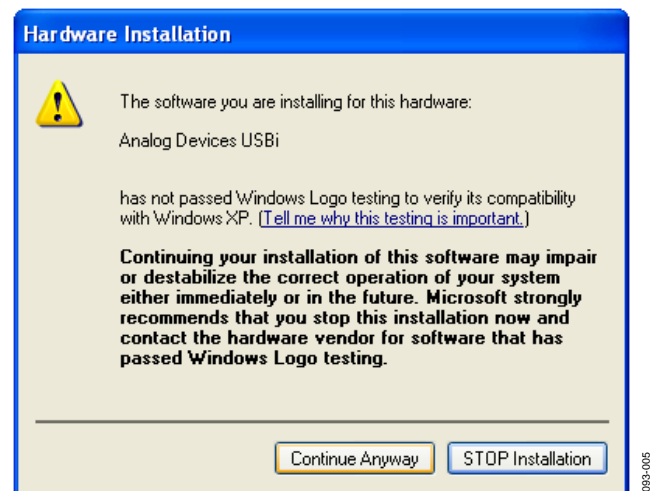 Hardware Installation
The software you are installing for this hardware:
Analog Devices USBi
has not passed Windows Logo testing to verify its compatibility
with Windows XP. (Tell me why this testing is important.)
Continuing your installation of this software may impair
or destabilize the correct operation of your system
either immediately or in the future. Microsoft strongly
recommends that you stop this installation now and
contact the hardware vendor for software that has
passed Windows Logo testing.
Continue Anyway
STOP Installation
093-005